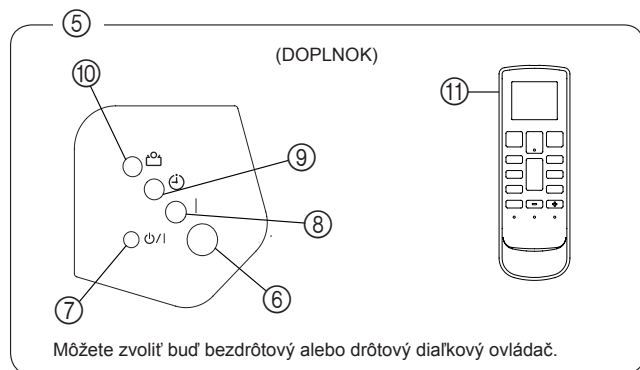 ⑤
(DOPLNOK)
⑩
⑪
⑨
⑧
⏻/I
⑦
⑥
Môžete zvoliť buď bezdrôtový alebo drôtový diaľkový ovládač.